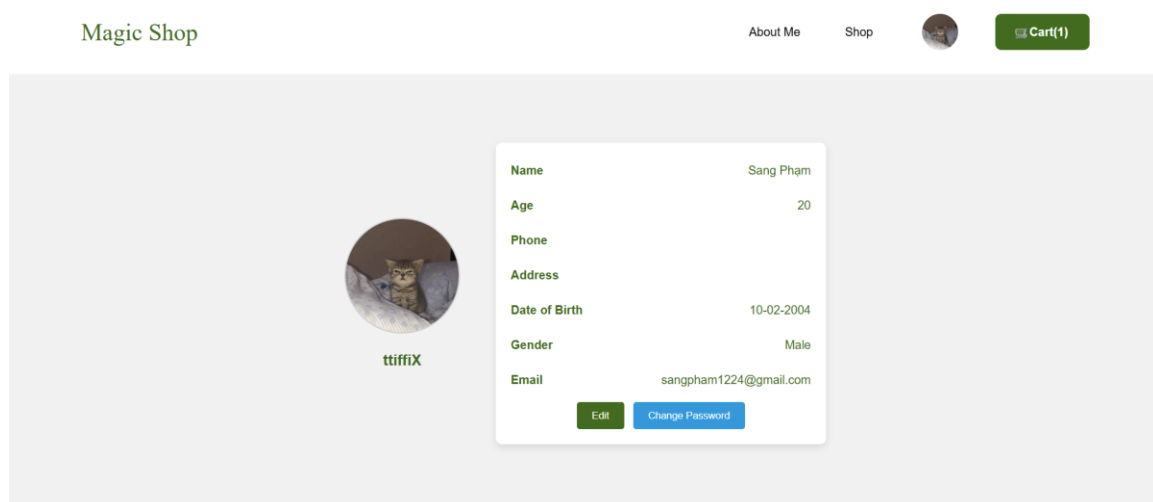 Magic Shop
About Me
Shop
Cart(1)
Name Sang Phạm
Age 20
Phone
Address
Date of Birth 10-02-2004
Gender Male
Email sangpham1224@gmail.com
ttiffiX
Edit
Change Password